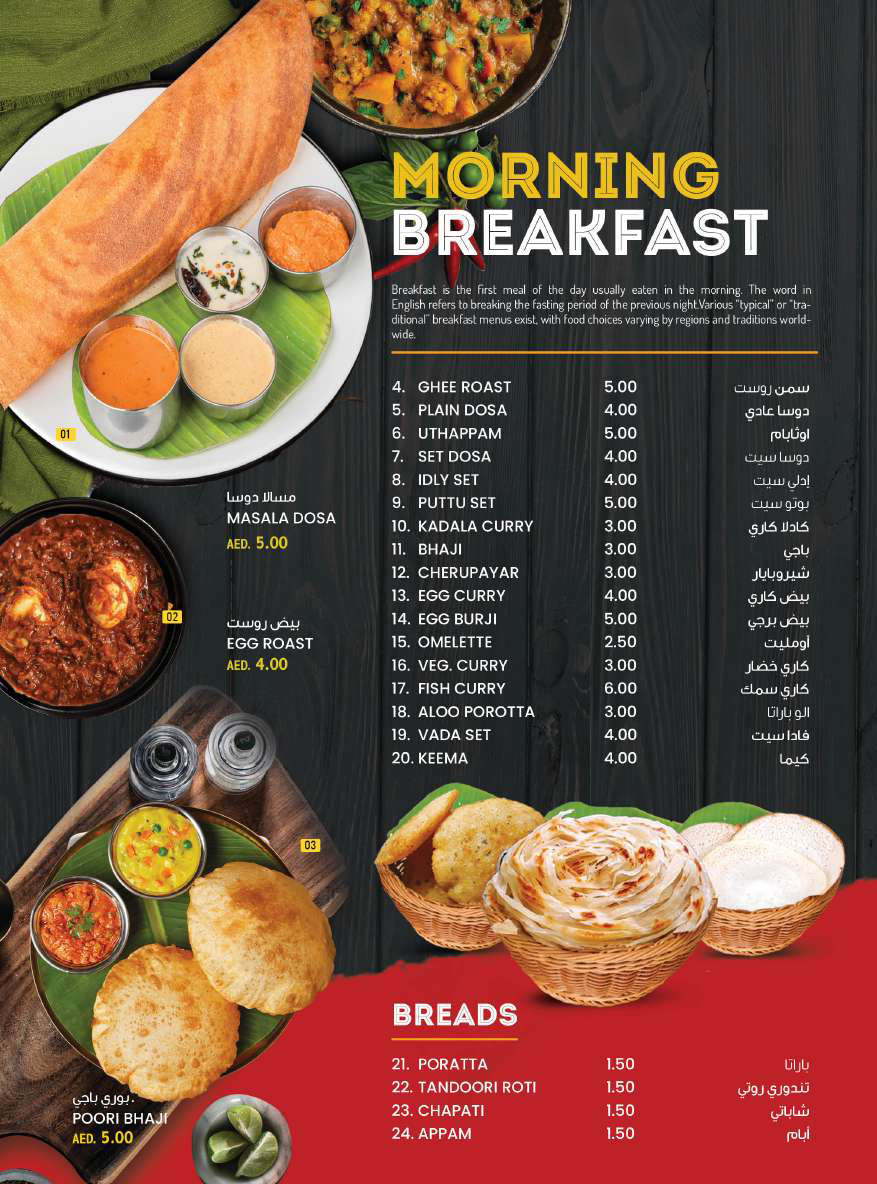 MORNING
BREAKFAST
Breakfast is the first meal of the day usually eaten in the morning. The word in
English refers to breaking the fasting period of the previous night.Various "typical" or "tra-
ditional" breakfast menus exist, with food choices varying by regions and traditions world-
wide.
01
مسالا دوسا
MASALA DOSA
AED. 5.00
02
بيض روست
EGG ROAST
AED. 4.00
03
بوري باجي.
POORI BHAJI
AED. 5.00
4. GHEE ROAST 5.00 سمن روست
5. PLAIN DOSA 4.00 دوسا عادي
6. UTHAPPAM 5.00 اوثابام
7. SET DOSA 4.00 دوسا سيت
8. IDLY SET 4.00 إدلي سيت
9. PUTTU SET 5.00 بوتو سيت
10. KADALA CURRY 3.00 كادلا كاري
11. BHAJI 3.00 باجي
12. CHERUPAYAR 3.00 شيروبايار
13. EGG CURRY 4.00 بيض كاري
14. EGG BURJI 5.00 بيض برجي
15. OMELETTE 2.50 أومليت
16. VEG. CURRY 3.00 كاري خضار
17. FISH CURRY 6.00 كاري سمك
18. ALOO POROTTA 3.00 الو باراتا
19. VADA SET 4.00 فادا سيت
20. KEEMA 4.00 كيما
BREADS
21. PORATTA 1.50 باراتا
22. TANDOORI ROTI 1.50 تندوري روتي
23. CHAPATI 1.50 شاباتي
24. APPAM 1.50 أبام